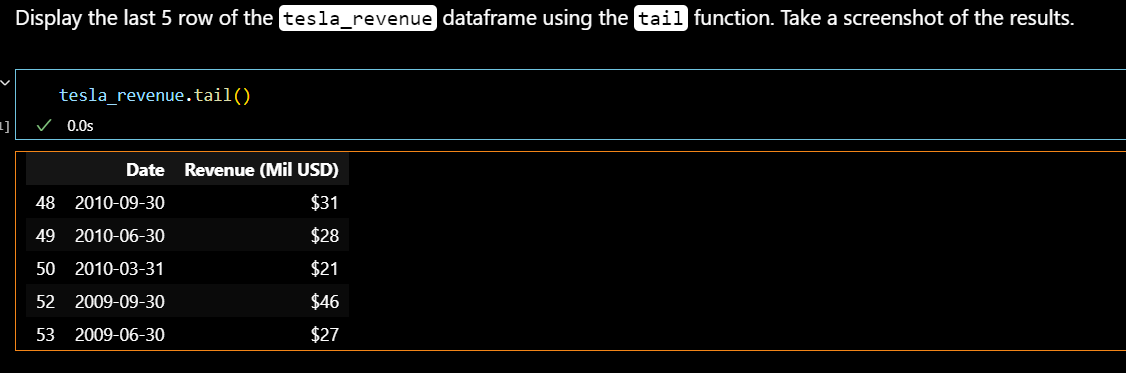 Display the last 5 row of the tesla_revenue dataframe using the tail function. Take a screenshot of the results.
tesla_revenue.tail()
1] ✓ 0.0s
Date Revenue (Mil USD)
48 2010-09-30 $31
49 2010-06-30 $28
50 2010-03-31 $21
52 2009-09-30 $46
53 2009-06-30 $27